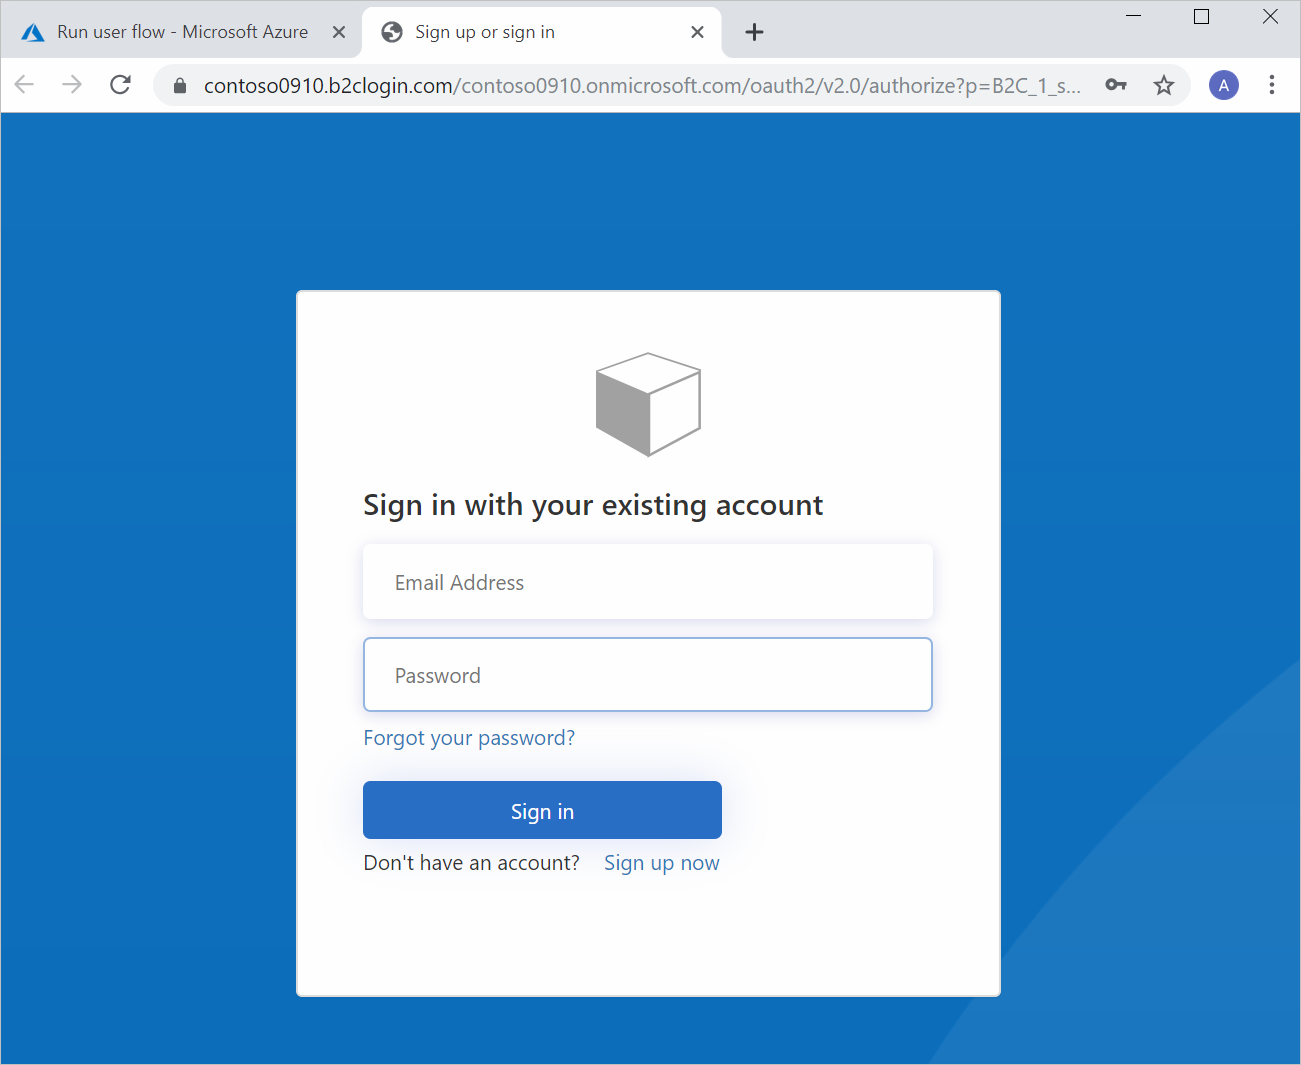 Run user flow - Microsoft Azure
Sign up or sign in
contoso0910.b2clogin.com/contoso0910.onmicrosoft.com/oauth2/v2.0/authorize?p=B2C_1_s...
A
Sign in with your existing account
Email Address
Password
Forgot your password?
Sign in
Don't have an account? Sign up now